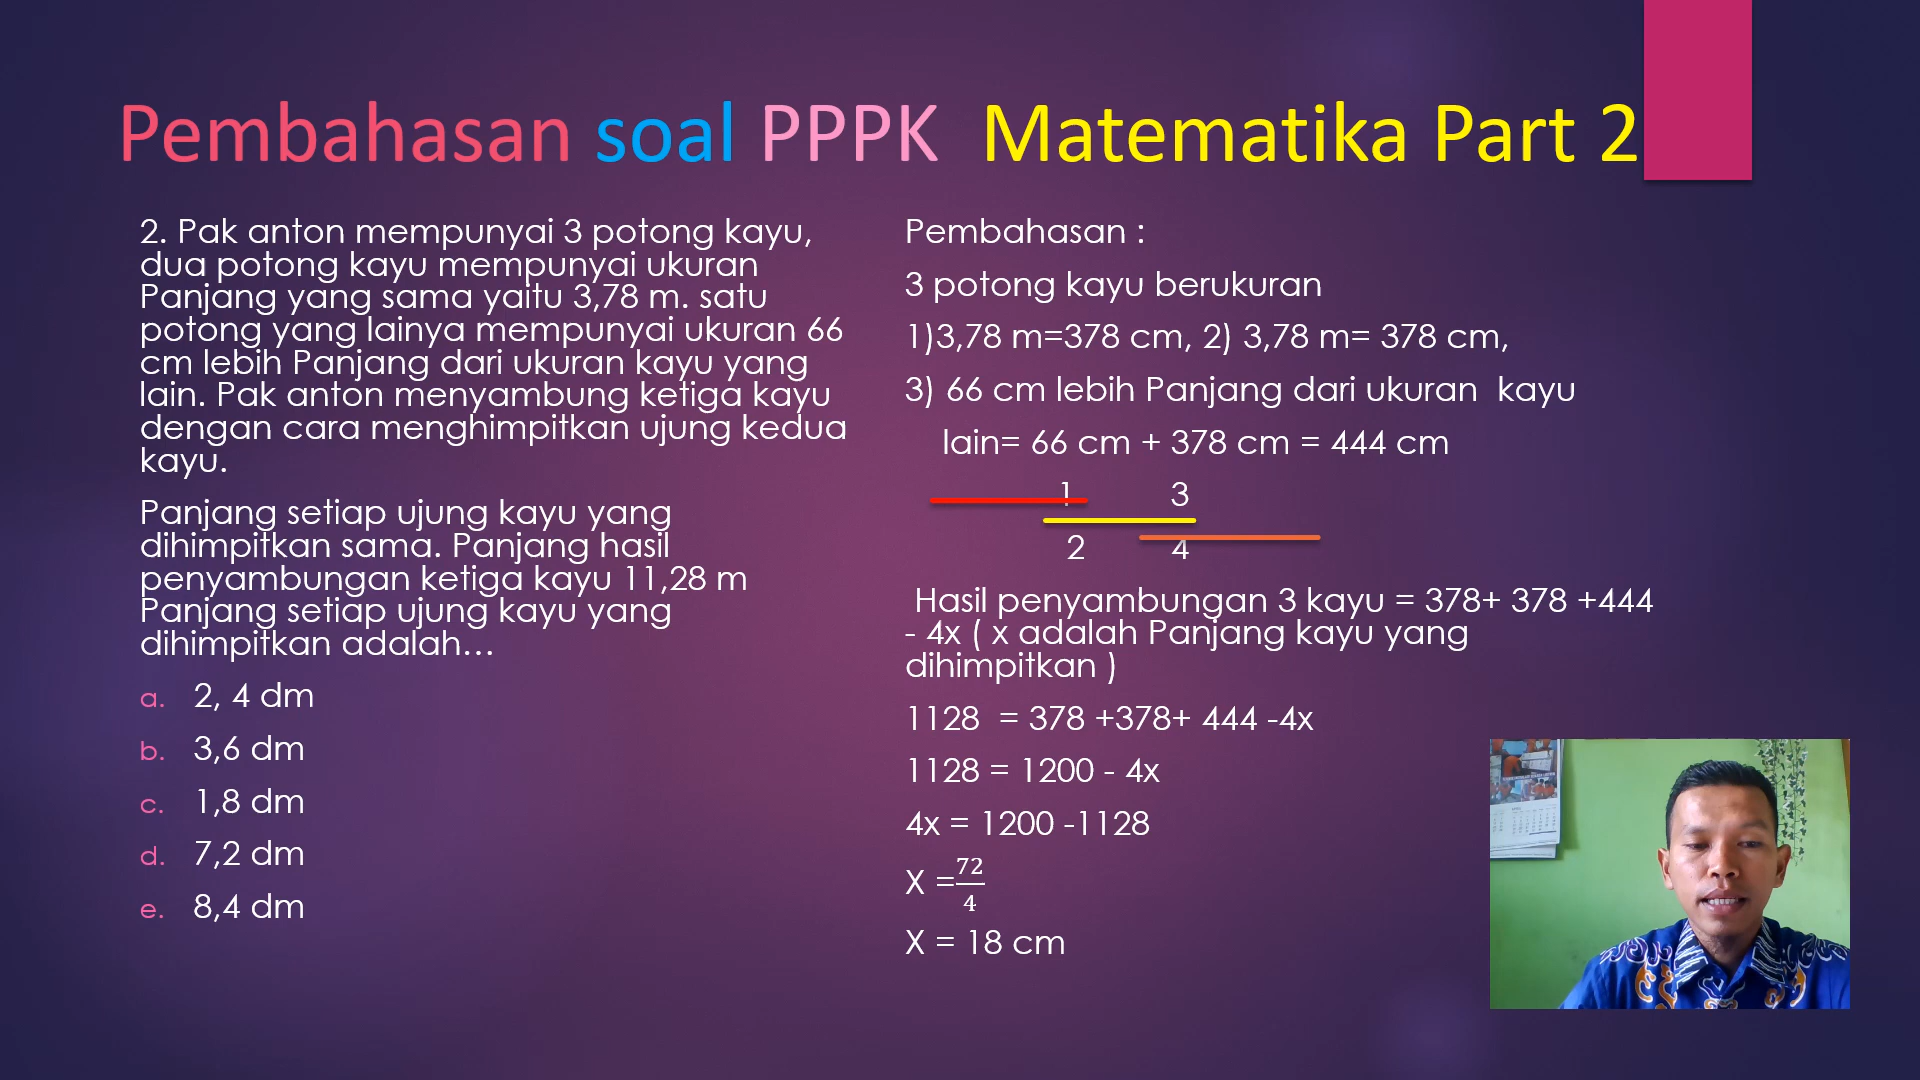 Pembahasan soal PPPK Matematika Part 2
2. Pak anton mempunyai 3 potong kayu,
dua potong kayu mempunyai ukuran
Panjang yang sama yaitu 3,78 m. satu
potong yang lainya mempunyai ukuran 66
cm lebih Panjang dari ukuran kayu yang
lain. Pak anton menyambung ketiga kayu
dengan cara menghimpitkan ujung kedua
kayu.
Panjang setiap ujung kayu yang
dihimpitkan sama. Panjang hasil
penyambungan ketiga kayu 11,28 m
Panjang setiap ujung kayu yang
dihimpitkan adalah…
a. 2, 4 dm
b. 3,6 dm
c. 1,8 dm
d. 7,2 dm
e. 8,4 dm
Pembahasan :
3 potong kayu berukuran
1)3,78 m=378 cm, 2) 3,78 m= 378 cm,
3) 66 cm lebih Panjang dari ukuran kayu
lain= 66 cm + 378 cm = 444 cm
1 3
2 4
Hasil penyambungan 3 kayu = 378+ 378 +444
- 4x ( x adalah Panjang kayu yang
dihimpitkan )
1128 = 378 +378+ 444 -4x
1128 = 1200 - 4x
4x = 1200 -1128
X =72/4
X = 18 cm